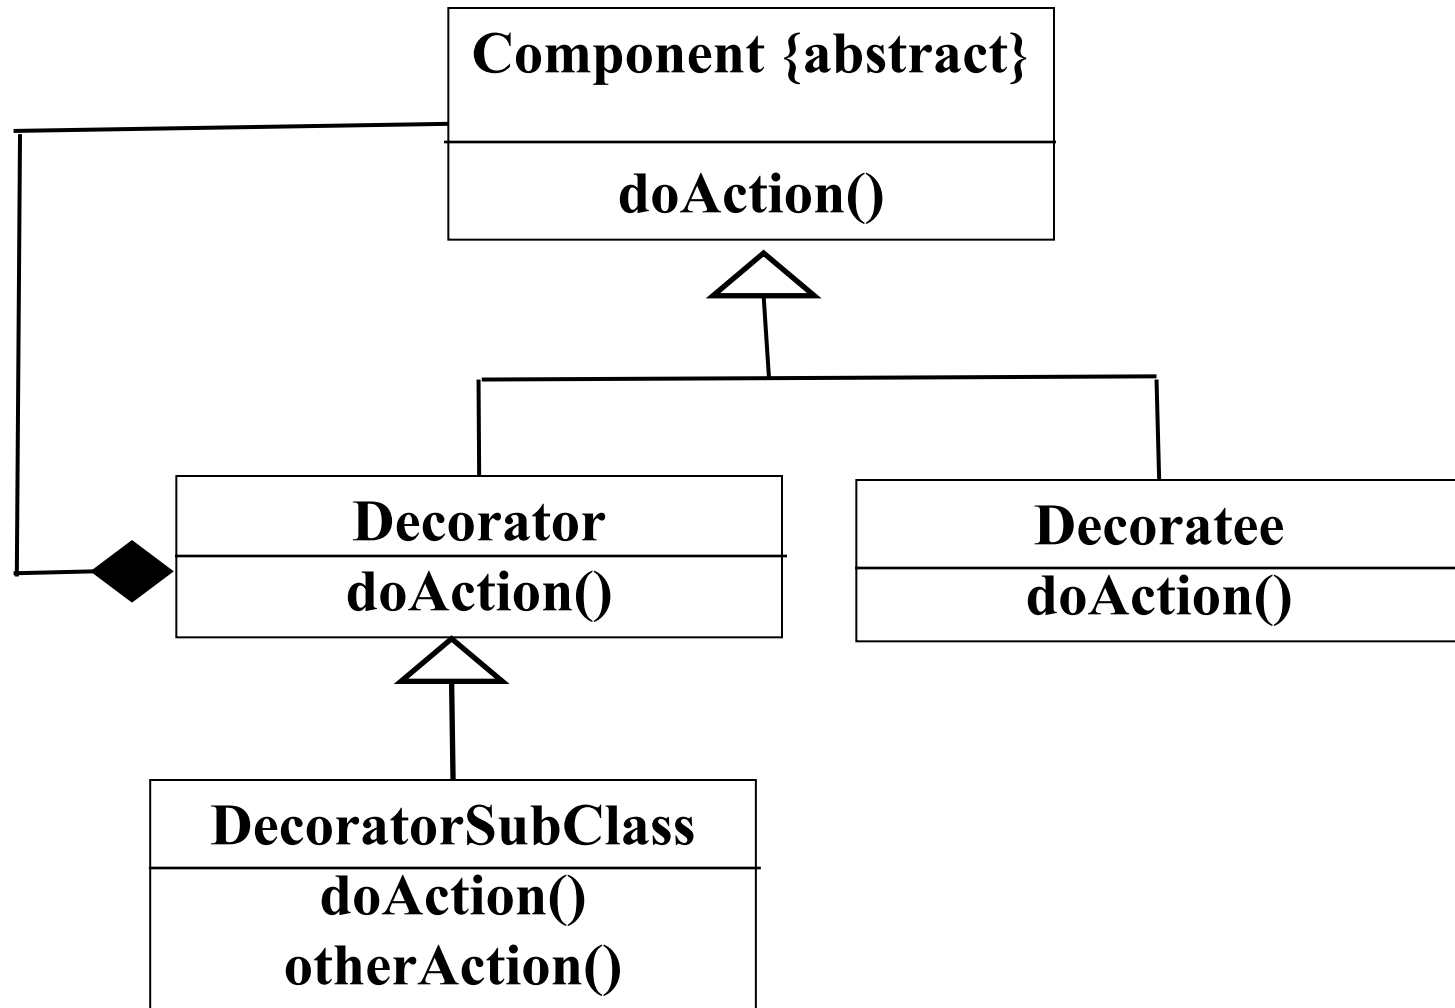 Component {abstract}
doAction()
Decorator
doAction()
Decoratee
doAction()
DecoratorSubClass
doAction()
otherAction()